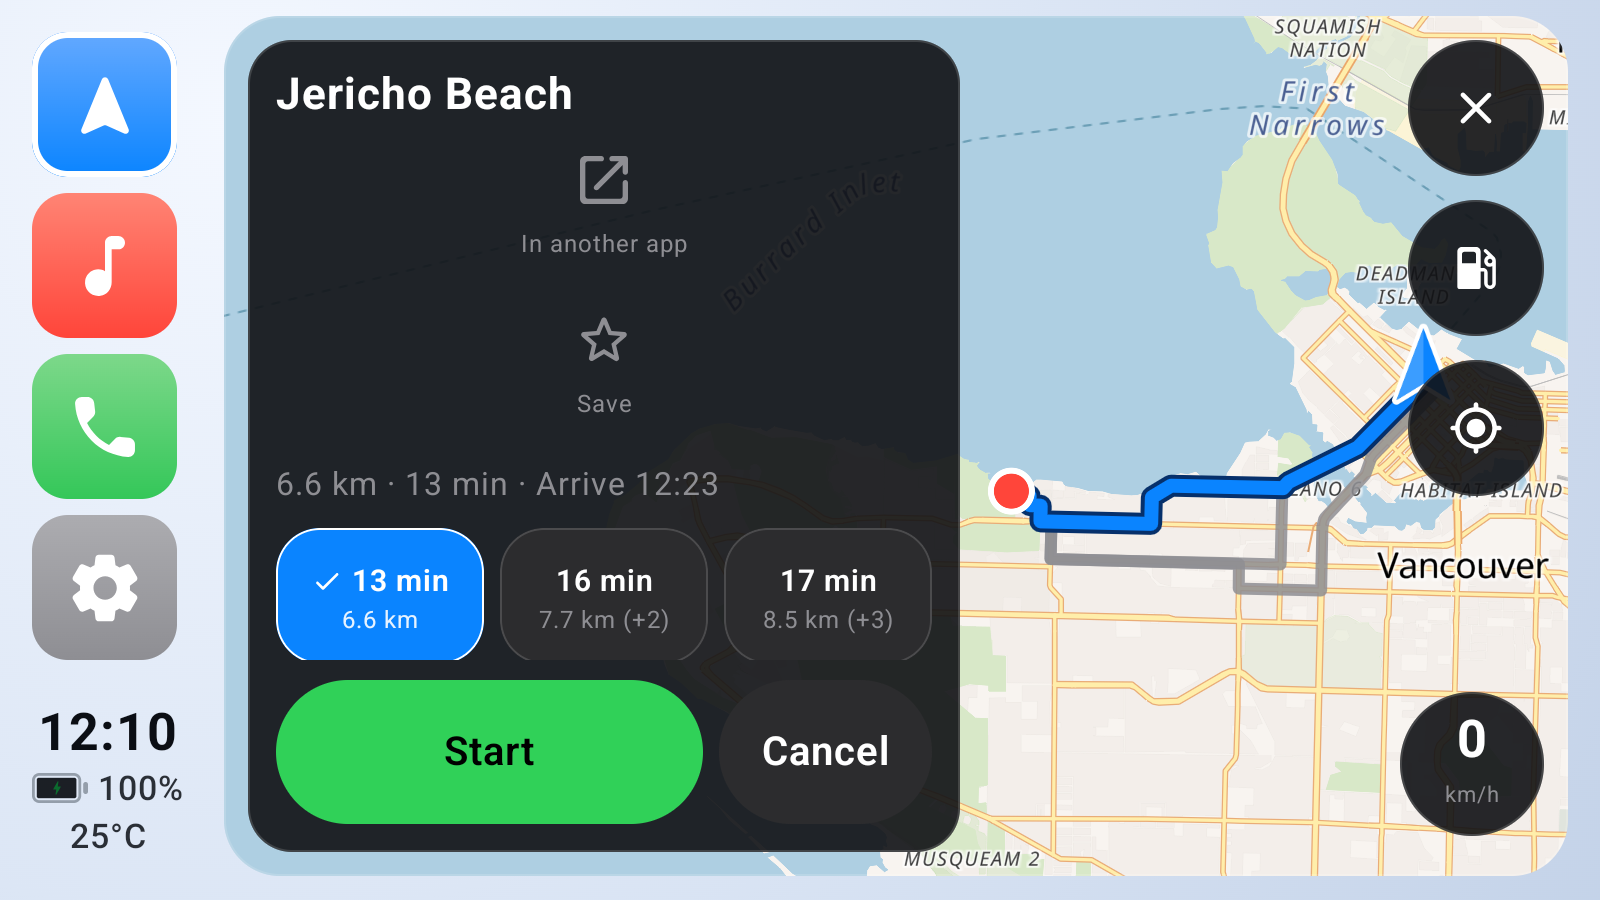 12:10
100%
25°C
Jericho Beach
In another app
Save
6.6 km · 13 min · Arrive 12:23
13 min
6.6 km
16 min
7.7 km (+2)
17 min
8.5 km (+3)
Start
Cancel
Burrard Inlet
SQUAMISH
NATION
First
Narrows
ISLAND
HABITAT ISLAND
Vancouver
MUSQUEAM 2
0
km/h